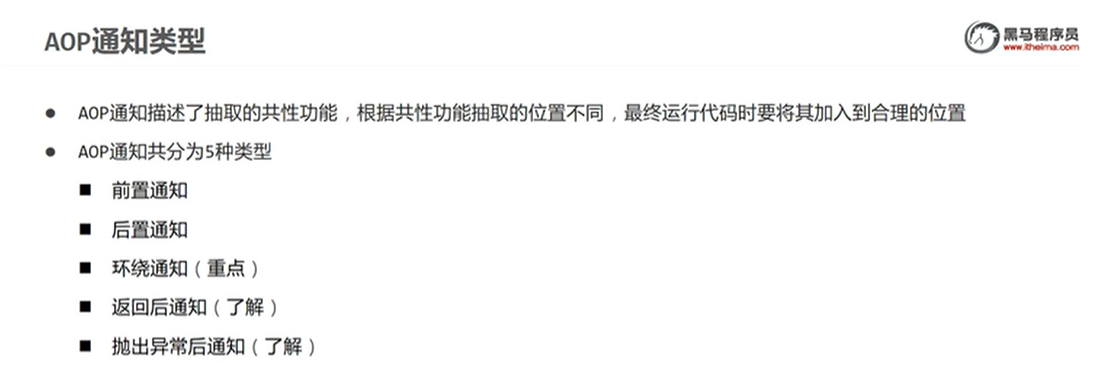 AOP通知类型
黑马程序员
www.itheima.com
● AOP通知描述了抽取的共性功能，根据共性功能抽取的位置不同，最终运行代码时要将其加入到合理的位置
● AOP通知共分为5种类型
■ 前置通知
■ 后置通知
■ 环绕通知（重点）
■ 返回后通知（了解）
■ 抛出异常后通知（了解）